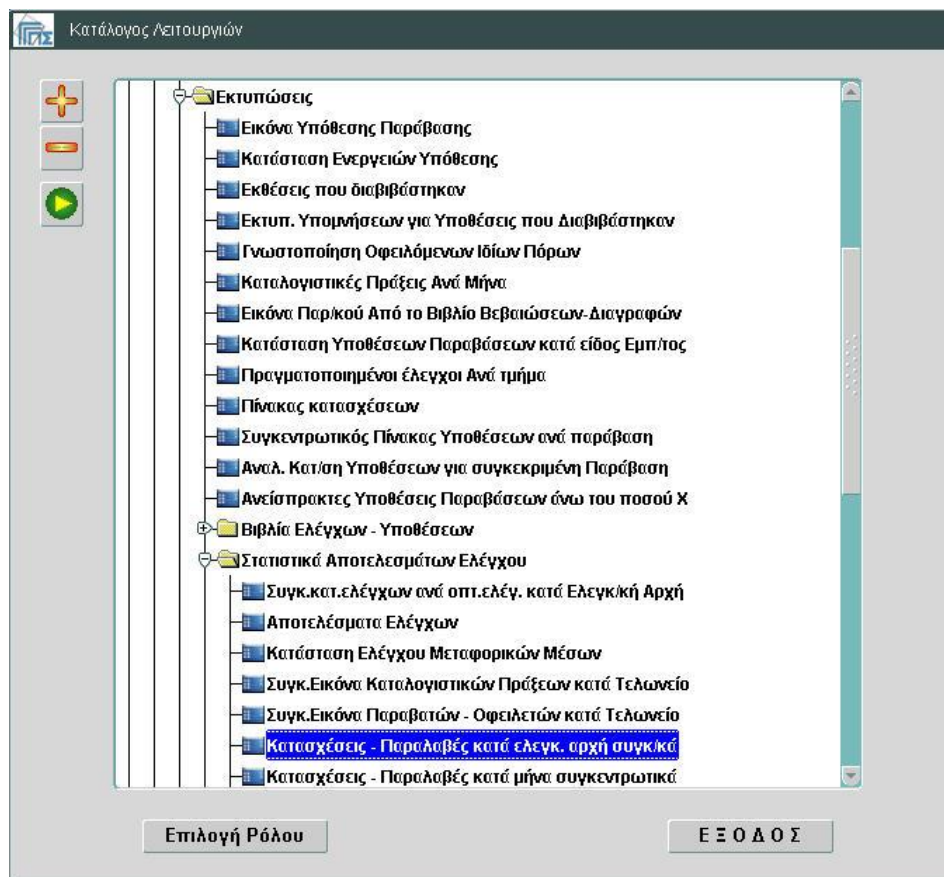 Κατάλογος Λειτουργιών
Εκτυπώσεις
Εικόνα Υπόθεσης Παράβασης
Κατάσταση Ενεργειών Υπόθεσης
Εκθέσεις που διαβιβάστηκαν
Εκτυπ. Υπομνήσεων για Υποθέσεις που Διαβιβάστηκαν
Γνωστοποίηση Οφειλόμενων Ιδίων Πόρων
Καταλογιστικές Πράξεις Ανά Μήνα
Εικόνα Παρ/κού Από το Βιβλίο Βεβαιώσεων-Διαγραφών
Κατάσταση Υποθέσεων Παραβάσεων κατά είδος Εμπ/τος
Πραγματοποιημένοι έλεγχοι Ανά τμήμα
Πίνακας κατασχέσεων
Συγκεντρωτικός Πίνακας Υποθέσεων ανά παράβαση
Αναλ. Κατ/ση Υποθέσεων για συγκεκριμένη Παράβαση
Ανείσπρακτες Υποθέσεις Παραβάσεων άνω του ποσού Χ
Βιβλία Ελέγχων - Υποθέσεων
Στατιστικά Αποτελεσμάτων Ελέγχου
Συγκ.κατ.ελέγχων ανά οπτ.ελέγ. κατά Ελεγκ/κή Αρχή
Αποτελέσματα Ελέγχων
Κατάσταση Ελέγχου Μεταφορικών Μέσων
Συγκ.Εικόνα Καταλογιστικών Πράξεων κατά Τελωνείο
Συγκ.Εικόνα Παραβατών - Οφειλετών κατά Τελωνείο
Κατασχέσεις - Παραλαβές κατά ελεγκ. αρχή συγκ/κά
Κατασχέσεις - Παραλαβές κατά μήνα συγκεντρωτικά
Επιλογή Ρόλου
Ε Ξ Ο Δ Ο Σ